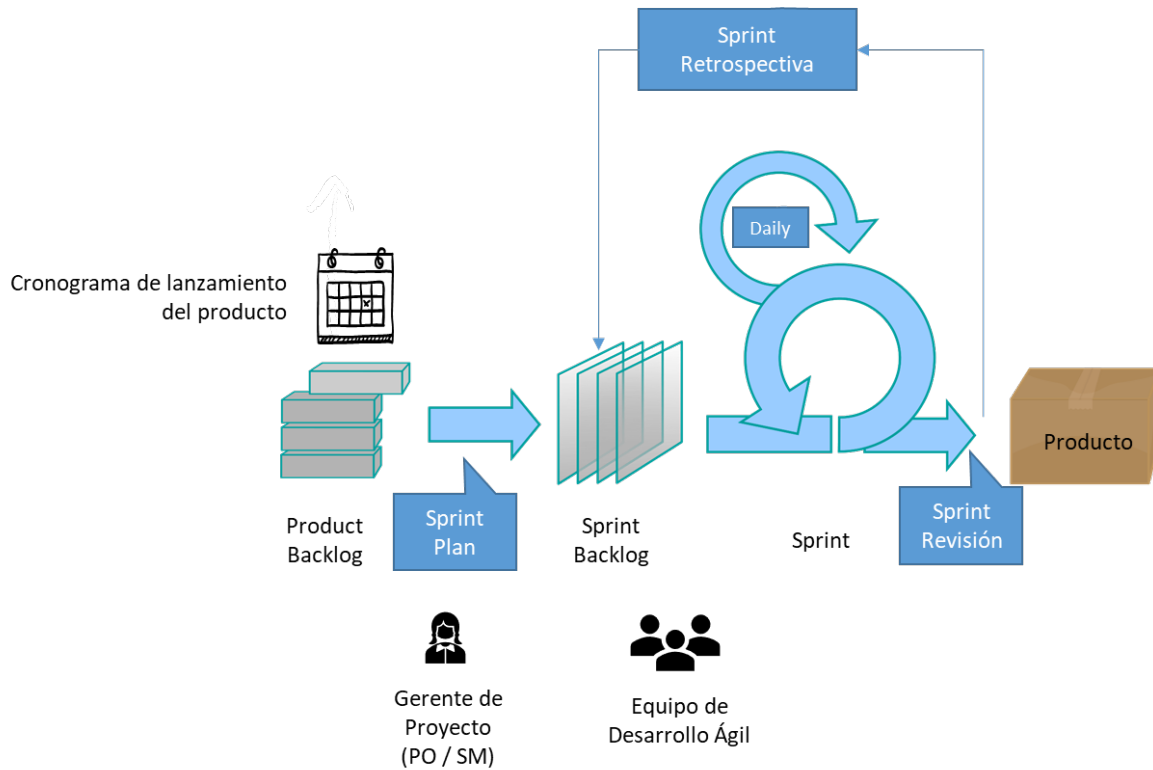 Sprint
Retrospectiva
Daily
Cronograma de lanzamiento
del producto
Product
Backlog
Sprint
Plan
Sprint
Backlog
Sprint
Sprint
Revisión
Producto
Gerente de
Proyecto
(PO / SM)
Equipo de
Desarrollo Ágil